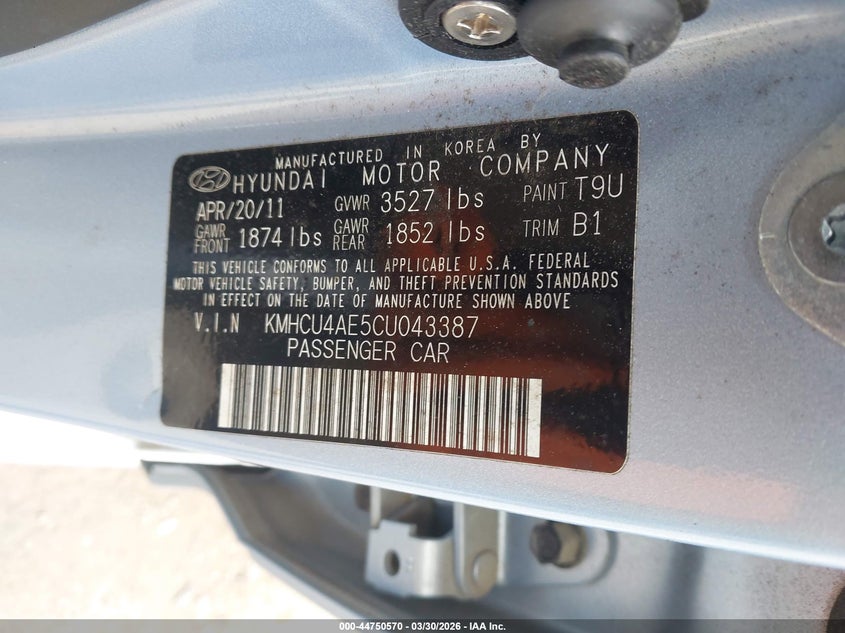 MANUFACTURED IN KOREA BY
HYUNDAI MOTOR COMPANY
APR/20/11 GVWR 3527 lbs PAINT T9U
GAWR FRONT 1874 lbs GAWR REAR 1852 lbs TRIM B1
THIS VEHICLE CONFORMS TO ALL APPLICABLE U.S.A. FEDERAL
MOTOR VEHICLE SAFETY, BUMPER, AND THEFT PREVENTION STANDARDS
IN EFFECT ON THE DATE OF MANUFACTURE SHOWN ABOVE
V.I.N KMHCU4AE5CU043387
PASSENGER CAR
000-44750570 — 03/30/2026 — IAA Inc.